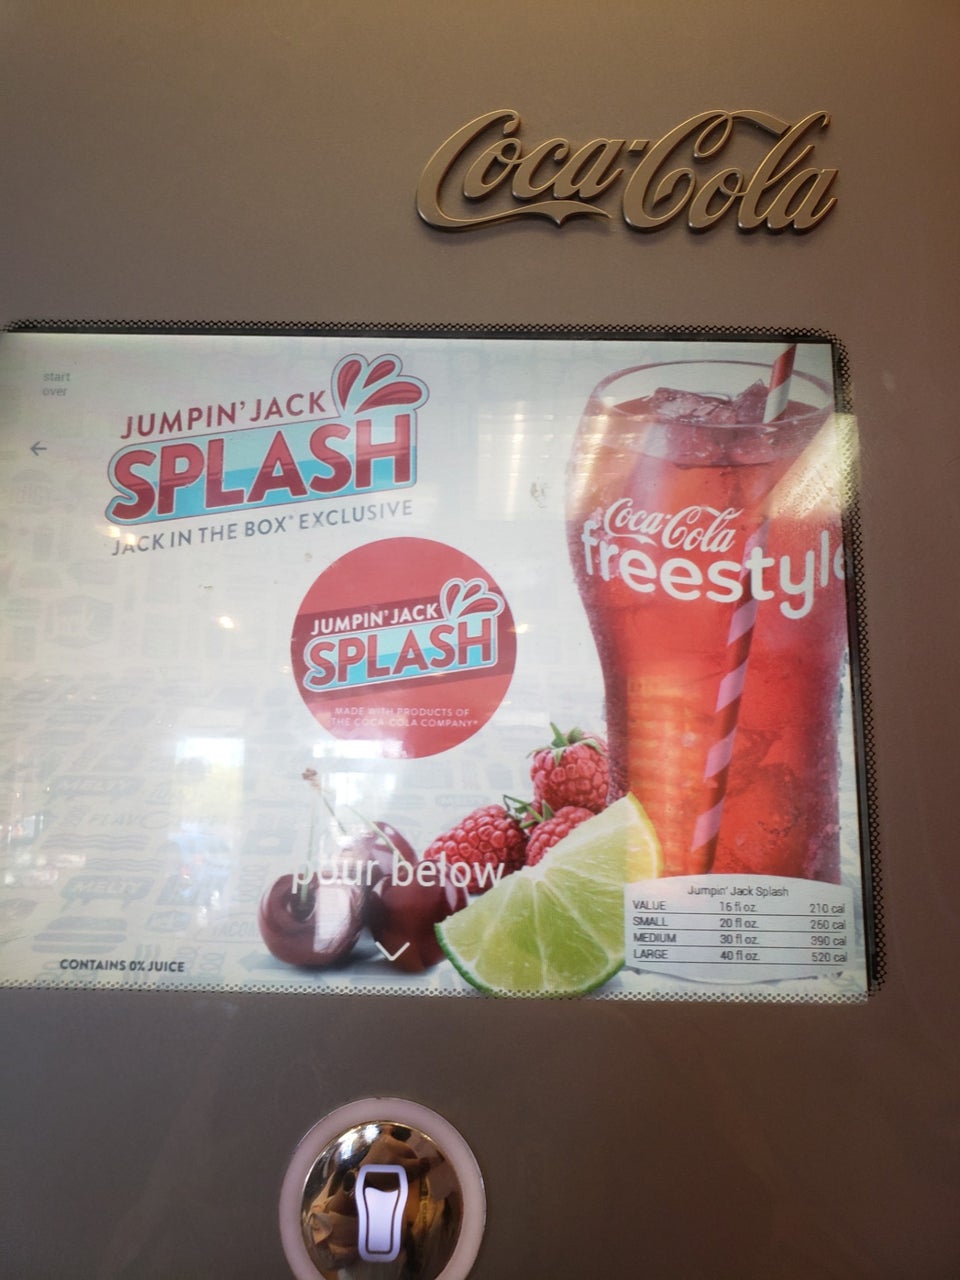 Coca-Cola
start
over
JUMPIN' JACK
SPLASH
JACK IN THE BOX® EXCLUSIVE
Coca-Cola
freestyle
JUMPIN' JACK
SPLASH
MADE WITH PRODUCTS OF
THE COCA-COLA COMPANY®
pour below
Jumpin' Jack Splash
VALUE 16 fl oz. 210 cal
SMALL 20 fl oz. 260 cal
MEDIUM 30 fl oz. 390 cal
LARGE 40 fl oz. 520 cal
CONTAINS 0% JUICE
MELTY
MELTY